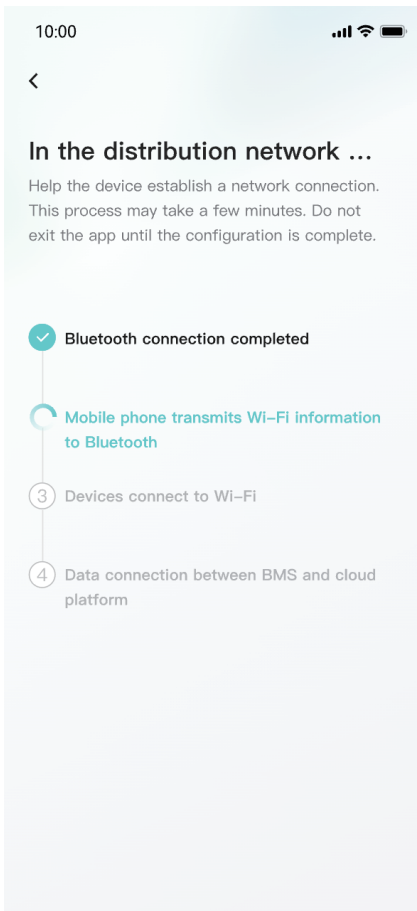 10:00
In the distribution network ...
Help the device establish a network connection.
This process may take a few minutes. Do not
exit the app until the configuration is complete.
Bluetooth connection completed
Mobile phone transmits Wi-Fi information
to Bluetooth
3 Devices connect to Wi-Fi
4 Data connection between BMS and cloud
platform